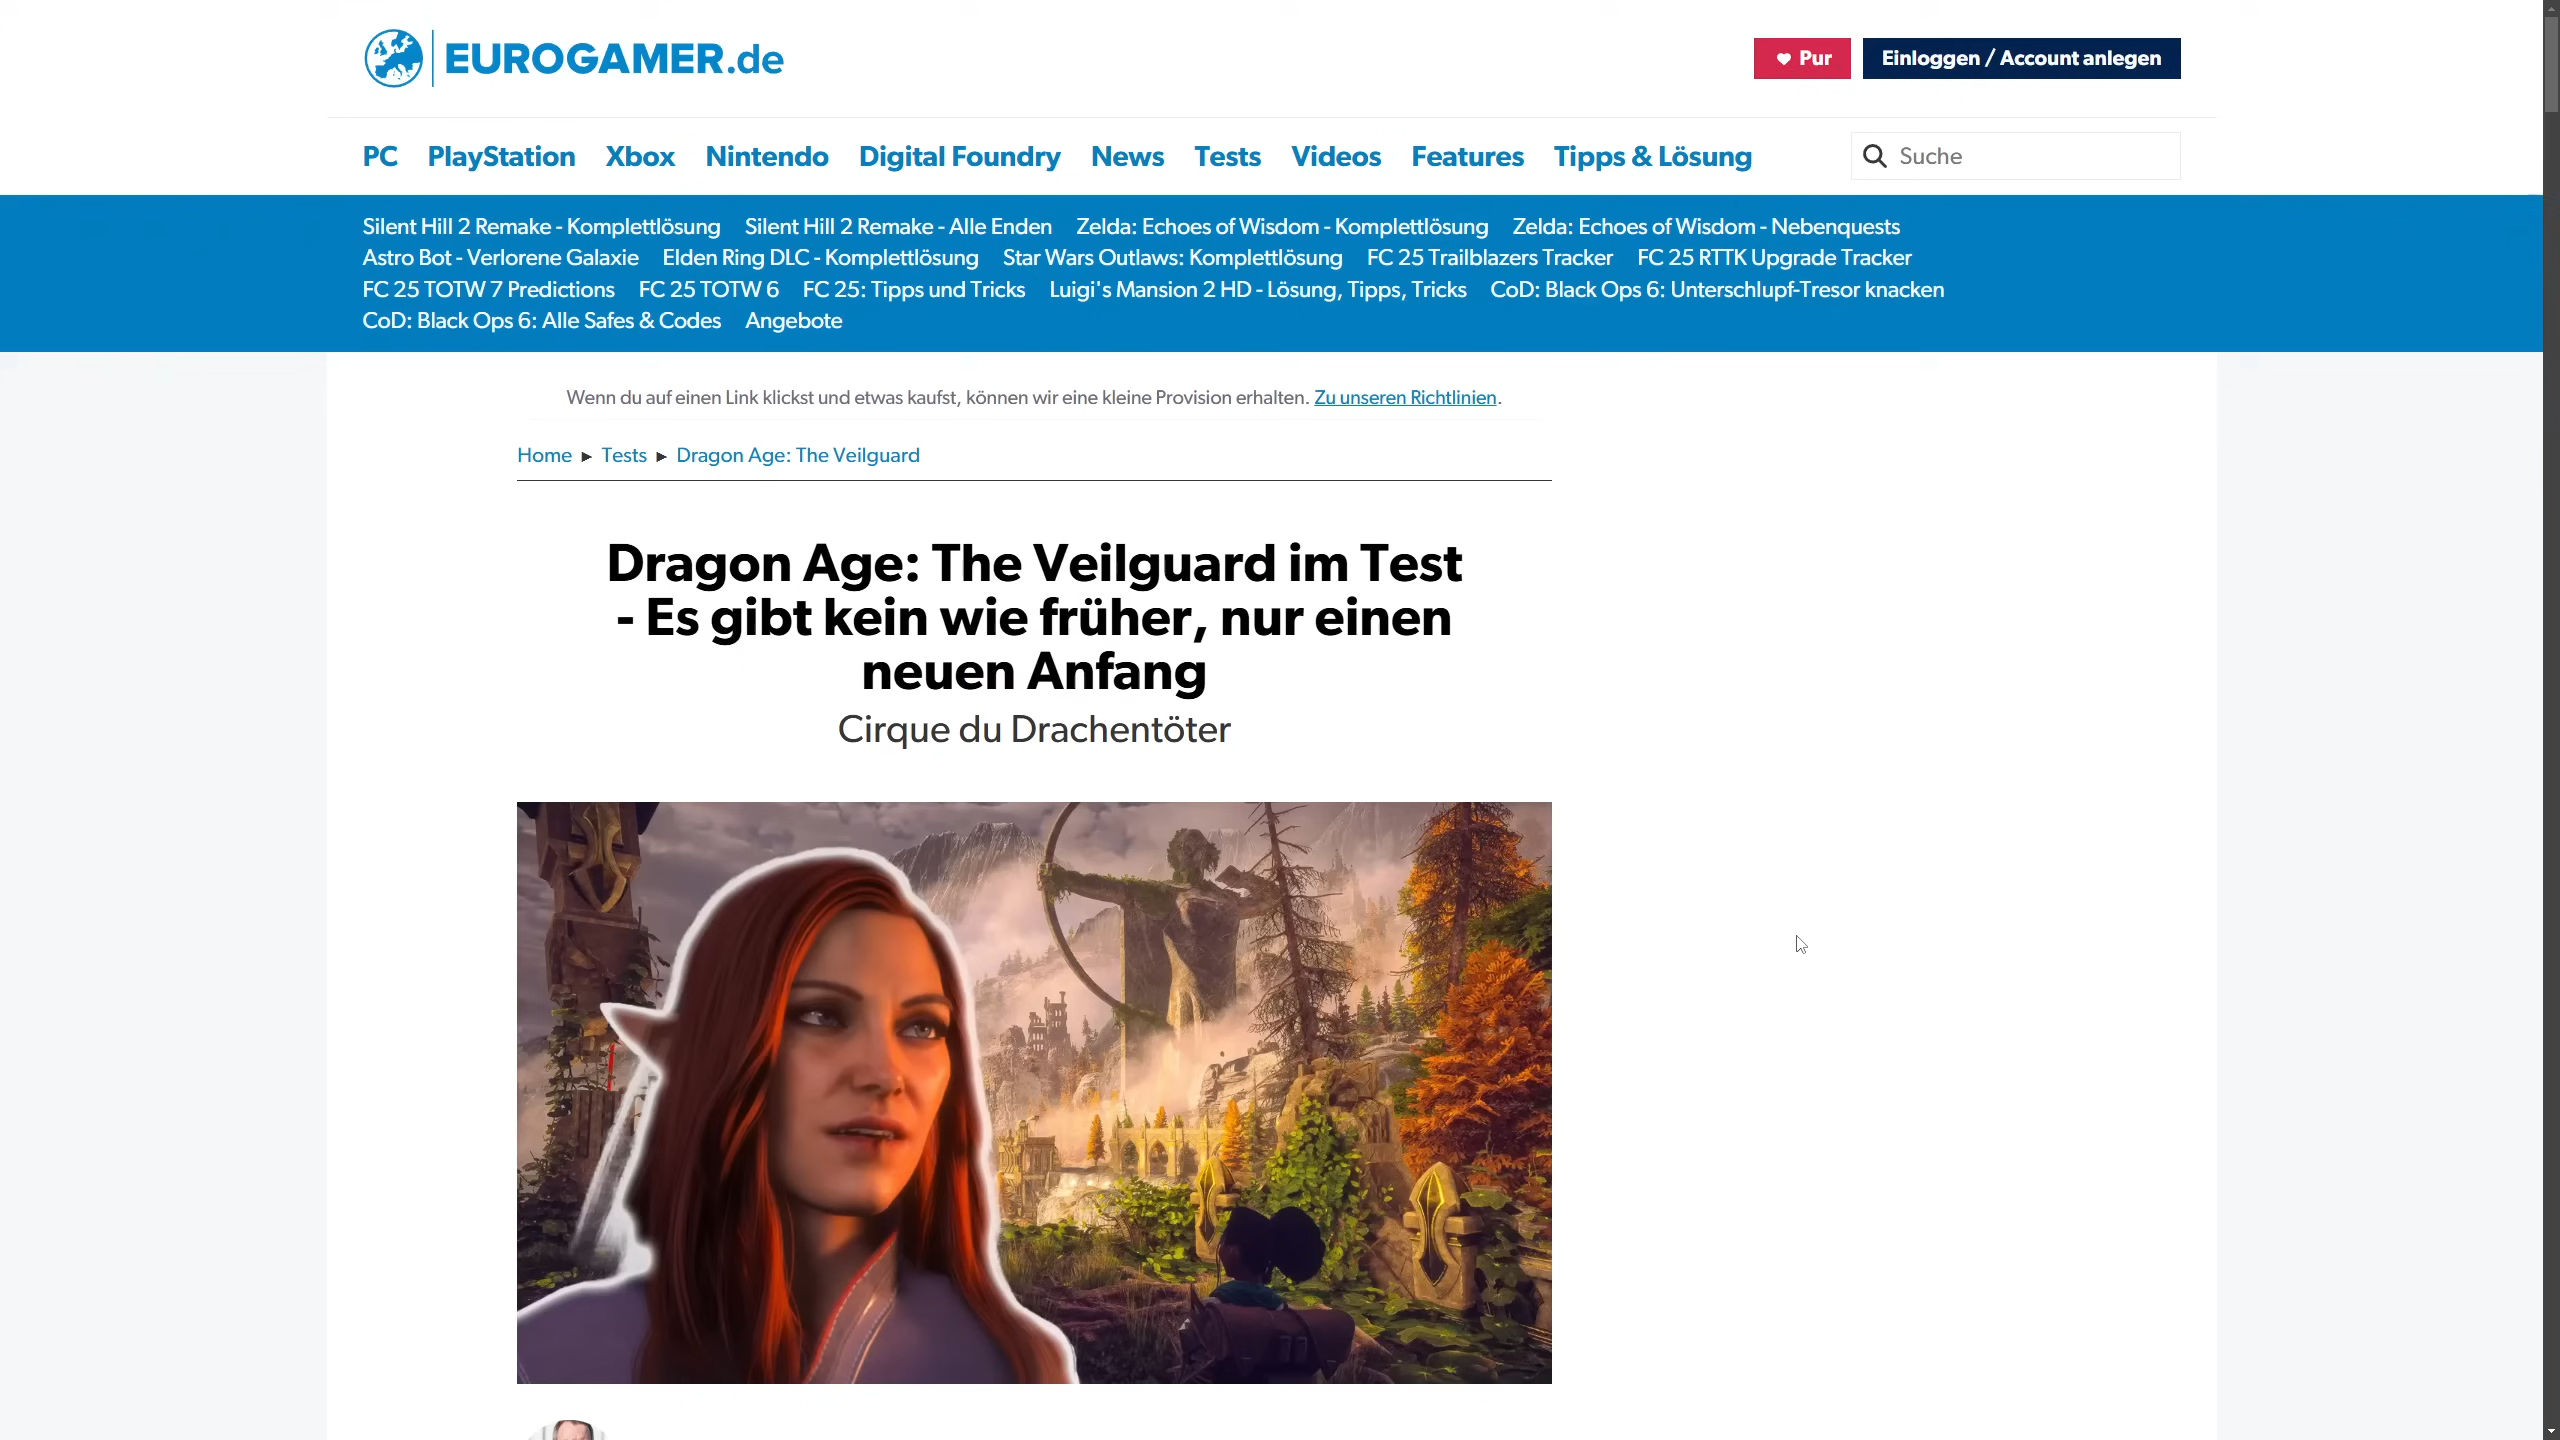 EUROGAMER.de
Pur
Einloggen / Account anlegen
PC PlayStation Xbox Nintendo Digital Foundry News Tests Videos Features Tipps & Lösung
Suche
Silent Hill 2 Remake - Komplettlösung Silent Hill 2 Remake - Alle Enden Zelda: Echoes of Wisdom - Komplettlösung Zelda: Echoes of Wisdom - Nebenquests
Astro Bot - Verlorene Galaxie Elden Ring DLC - Komplettlösung Star Wars Outlaws: Komplettlösung FC 25 Trailblazers Tracker FC 25 RTTK Upgrade Tracker
FC 25 TOTW 7 Predictions FC 25 TOTW 6 FC 25: Tipps und Tricks Luigi's Mansion 2 HD - Lösung, Tipps, Tricks CoD: Black Ops 6: Unterschlupf-Tresor knacken
CoD: Black Ops 6: Alle Safes & Codes Angebote
Wenn du auf einen Link klickst und etwas kaufst, können wir eine kleine Provision erhalten. Zu unseren Richtlinien.
Home ► Tests ► Dragon Age: The Veilguard
Dragon Age: The Veilguard im Test
- Es gibt kein wie früher, nur einen
neuen Anfang
Cirque du Drachentöter